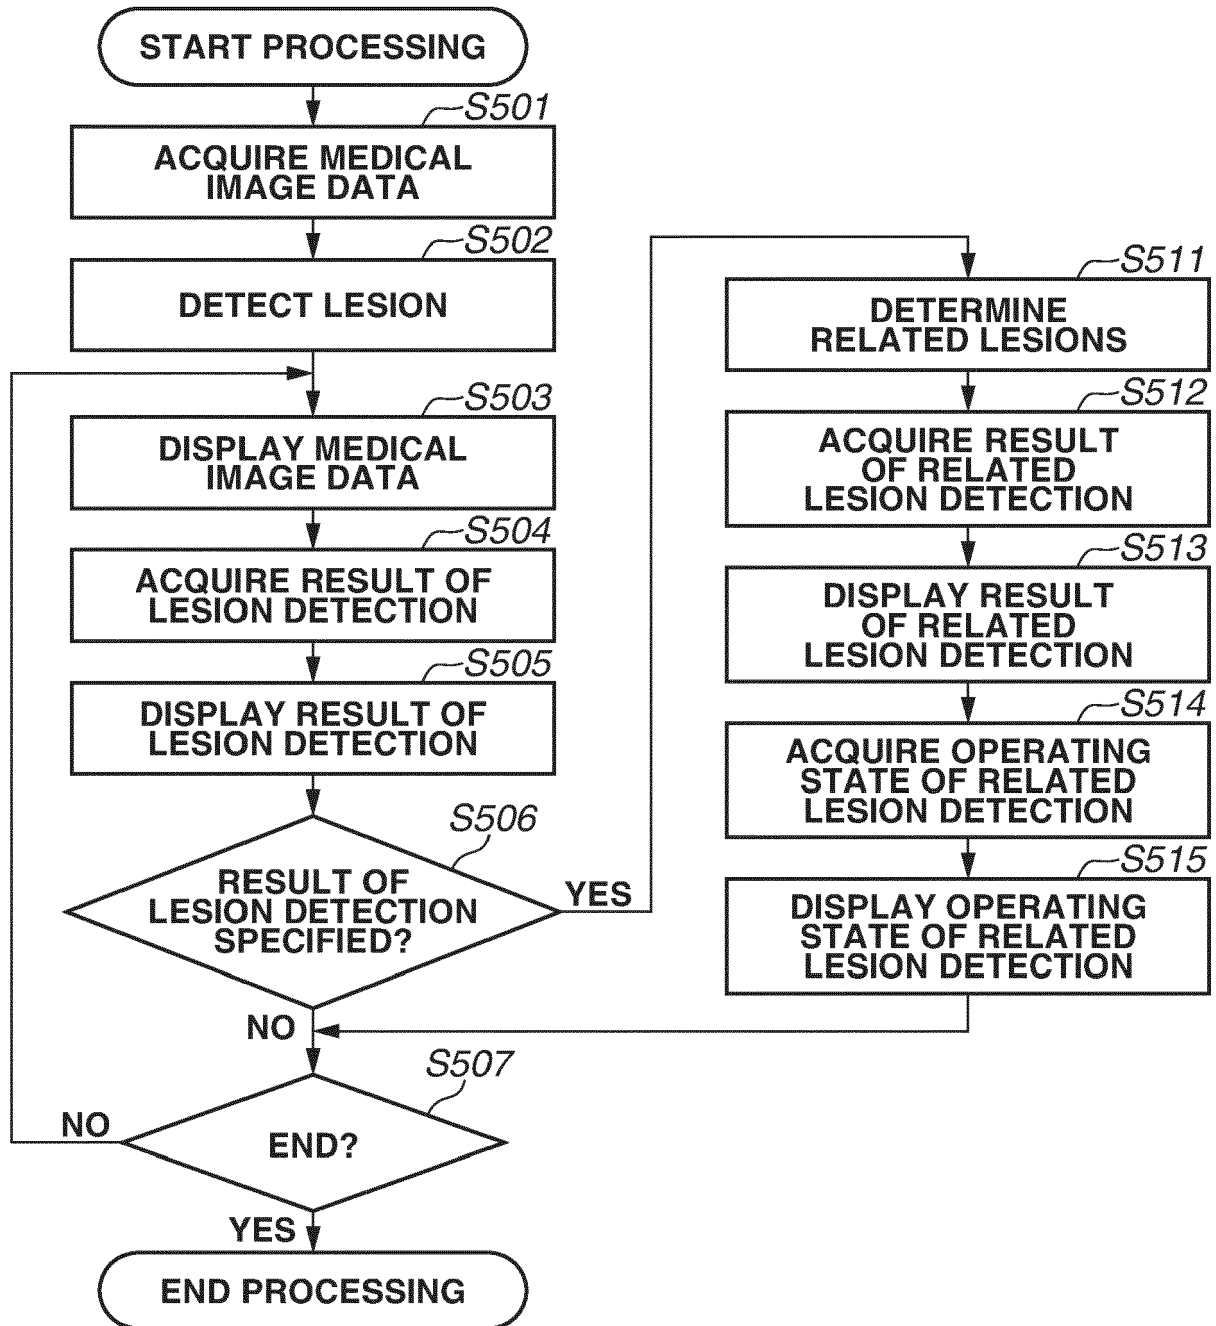 START PROCESSING
S501
ACQUIRE MEDICAL
IMAGE DATA
S502
DETECT LESION
S503
DISPLAY MEDICAL
IMAGE DATA
S504
ACQUIRE RESULT OF
LESION DETECTION
S505
DISPLAY RESULT OF
LESION DETECTION
S506
RESULT OF
LESION DETECTION
SPECIFIED?
YES
NO
S507
END?
NO
YES
END PROCESSING
S511
DETERMINE
RELATED LESIONS
S512
ACQUIRE RESULT
OF RELATED
LESION DETECTION
S513
DISPLAY RESULT
OF RELATED
LESION DETECTION
S514
ACQUIRE OPERATING
STATE OF RELATED
LESION DETECTION
S515
DISPLAY OPERATING
STATE OF RELATED
LESION DETECTION